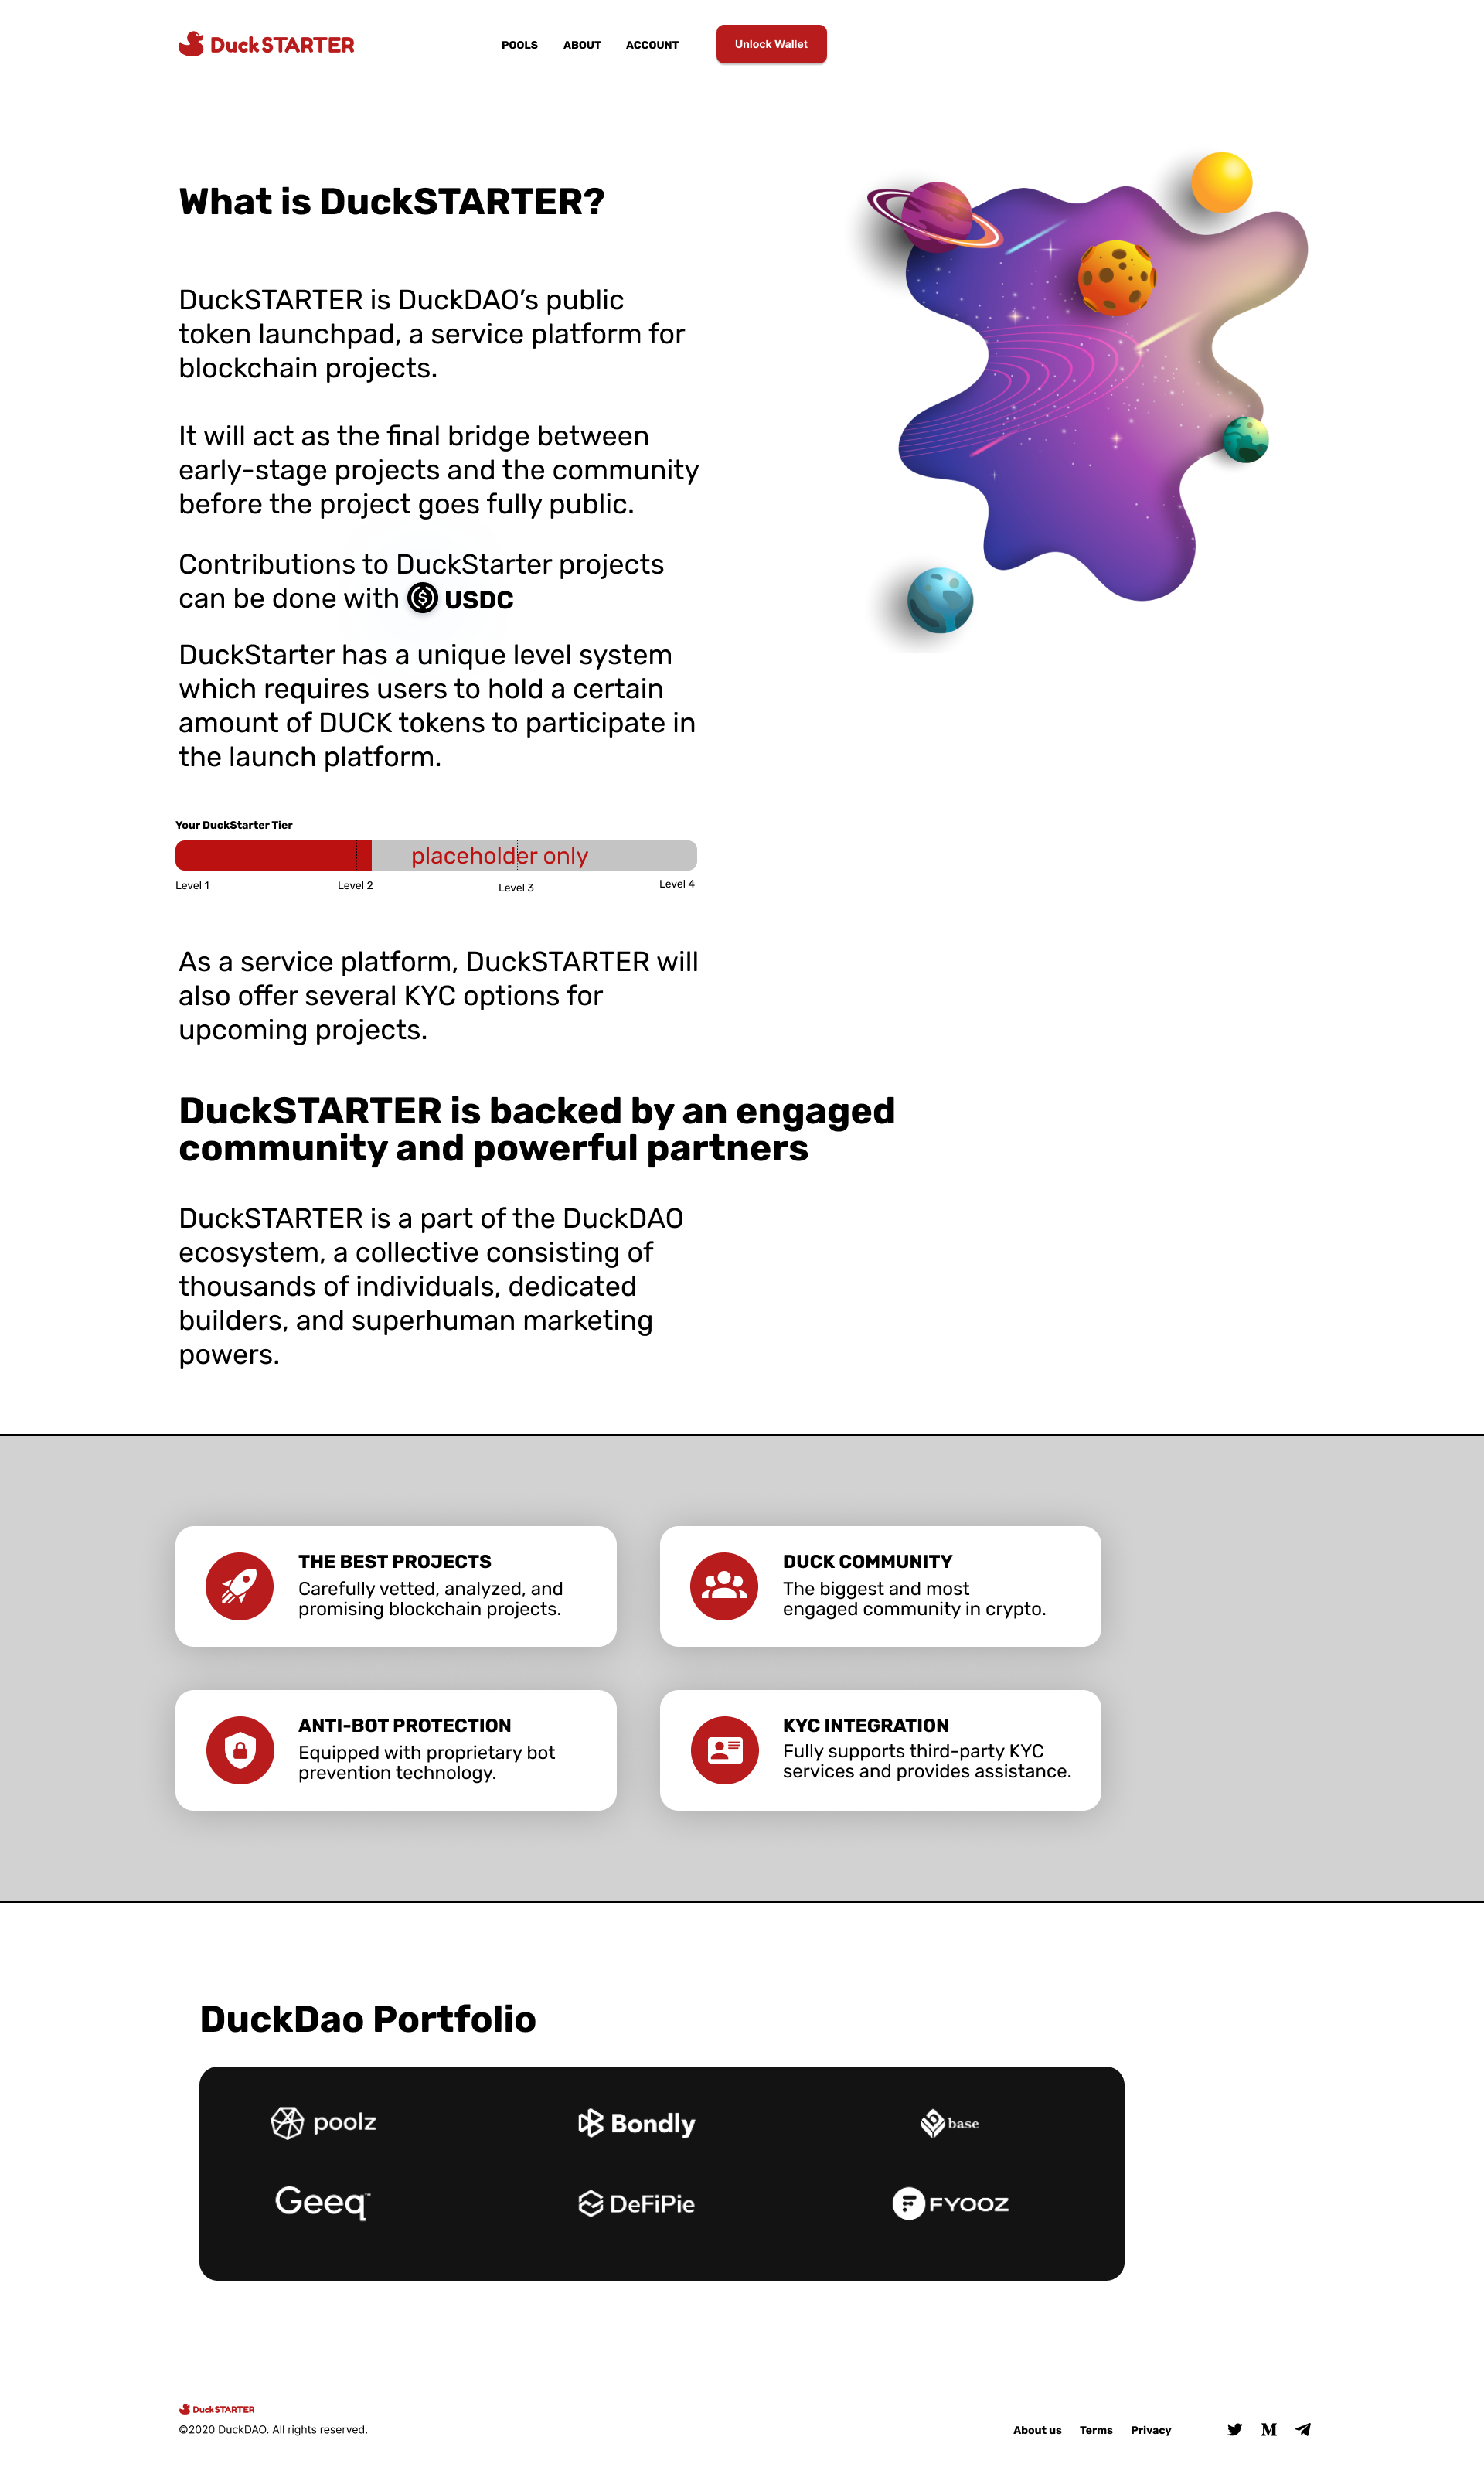 DuckSTARTER
POOLS ABOUT ACCOUNT Unlock Wallet
What is DuckSTARTER?
DuckSTARTER is DuckDAO’s public
token launchpad, a service platform for
blockchain projects.
It will act as the final bridge between
early-stage projects and the community
before the project goes fully public.
Contributions to DuckStarter projects
can be done with USDC
DuckStarter has a unique level system
which requires users to hold a certain
amount of DUCK tokens to participate in
the launch platform.
Your DuckStarter Tier
placeholder only
Level 1 Level 2 Level 3 Level 4
As a service platform, DuckSTARTER will
also offer several KYC options for
upcoming projects.
DuckSTARTER is backed by an engaged
community and powerful partners
DuckSTARTER is a part of the DuckDAO
ecosystem, a collective consisting of
thousands of individuals, dedicated
builders, and superhuman marketing
powers.
THE BEST PROJECTS
Carefully vetted, analyzed, and
promising blockchain projects.
DUCK COMMUNITY
The biggest and most
engaged community in crypto.
ANTI-BOT PROTECTION
Equipped with proprietary bot
prevention technology.
KYC INTEGRATION
Fully supports third-party KYC
services and provides assistance.
DuckDao Portfolio
poolz Bondly base
Geeq™ DeFiPie FYOOZ
DuckSTARTER
©2020 DuckDAO. All rights reserved.
About us Terms Privacy